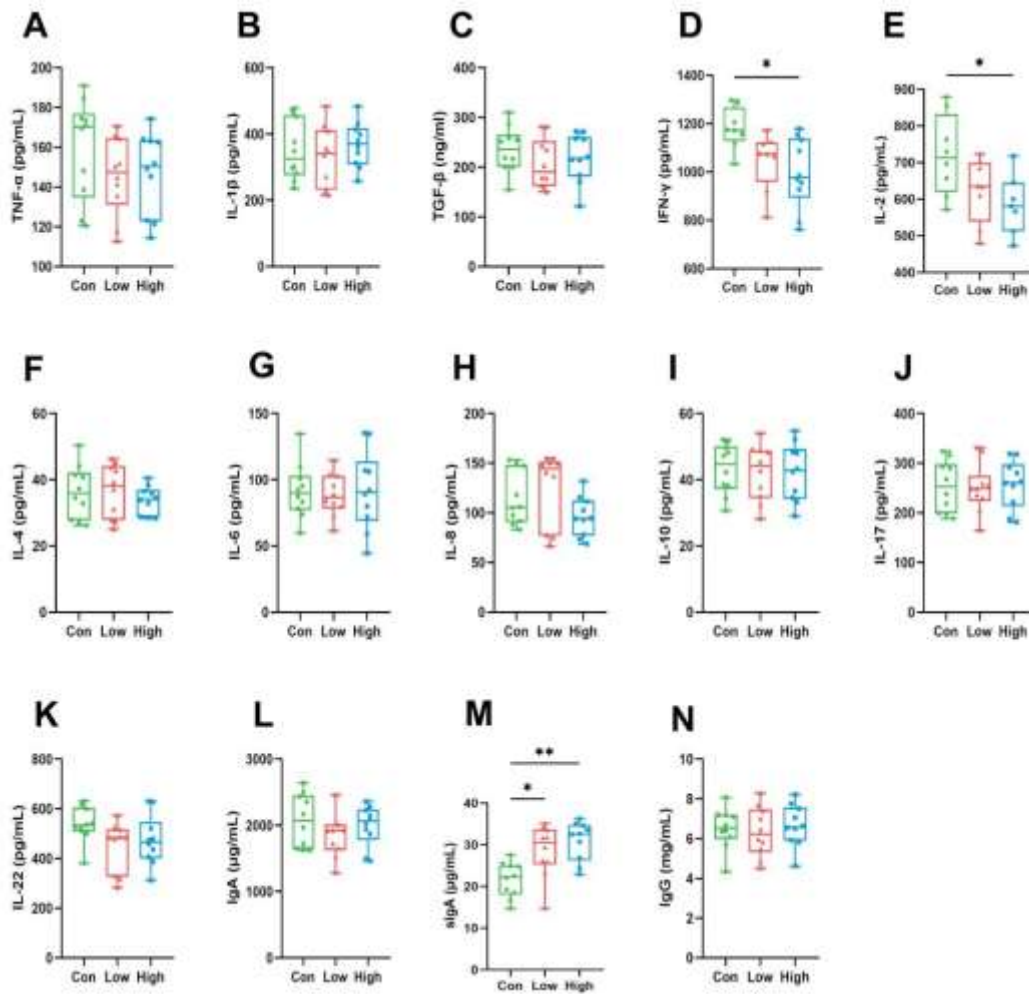 A
B
C
D
E
TNF-α (pg/mL)
200
180
160
140
120
100
Con Low High
IL-1β (pg/mL)
600
400
200
0
Con Low High
TGF-β (ng/ml)
400
300
200
100
0
Con Low High
IFN-γ (pg/mL)
1400
1200
1000
800
600
*
Con Low High
IL-2 (pg/mL)
900
800
700
600
500
400
*
Con Low High
F
G
H
I
J
IL-4 (pg/mL)
60
40
20
0
Con Low High
IL-6 (pg/mL)
150
100
50
0
Con Low High
IL-8 (pg/mL)
200
150
100
50
0
Con Low High
IL-10 (pg/mL)
60
40
20
0
Con Low High
IL-17 (pg/mL)
400
300
200
100
0
Con Low High
K
L
M
N
IL-22 (pg/mL)
800
600
400
200
0
Con Low High
IgA (μg/mL)
3000
2000
1000
0
Con Low High
sIgA (μg/mL)
40
30
20
10
0
**
*
Con Low High
IgG (mg/mL)
10
8
6
4
2
0
Con Low High